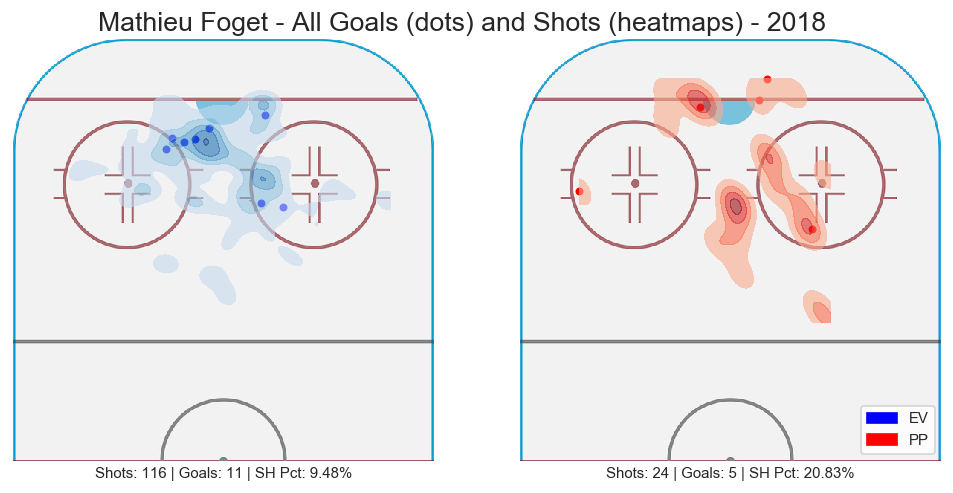 Mathieu Foget - All Goals (dots) and Shots (heatmaps) - 2018
EV
PP
Shots: 116 | Goals: 11 | SH Pct: 9.48%
Shots: 24 | Goals: 5 | SH Pct: 20.83%